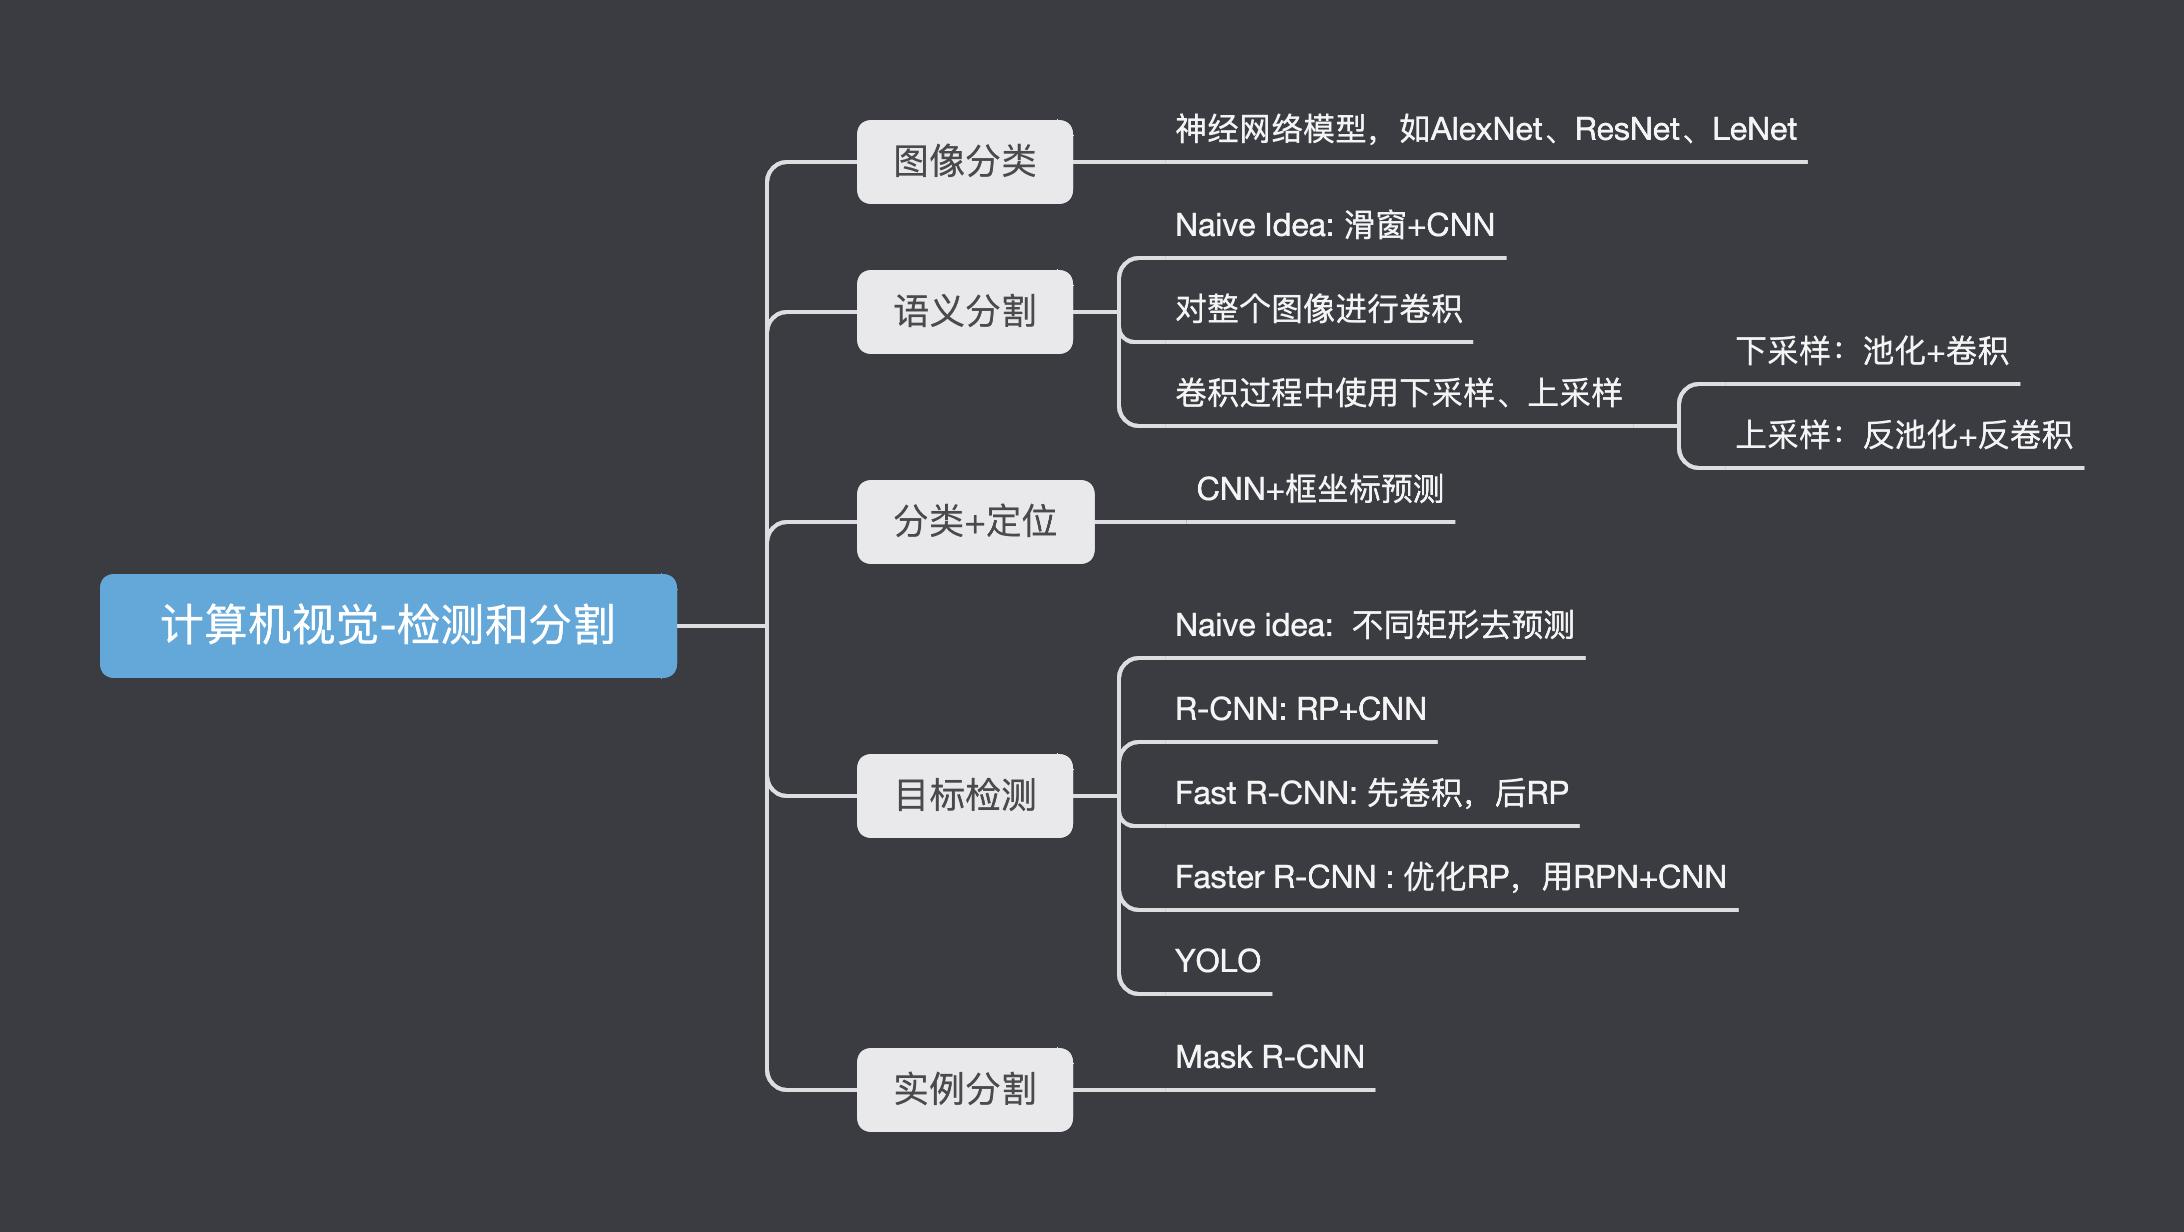 计算机视觉-检测和分割
图像分类
神经网络模型，如AlexNet、ResNet、LeNet
语义分割
Naive Idea: 滑窗+CNN
对整个图像进行卷积
卷积过程中使用下采样、上采样
下采样：池化+卷积
上采样：反池化+反卷积
分类+定位
CNN+框坐标预测
目标检测
Naive idea: 不同矩形去预测
R-CNN: RP+CNN
Fast R-CNN: 先卷积，后RP
Faster R-CNN : 优化RP，用RPN+CNN
YOLO
实例分割
Mask R-CNN